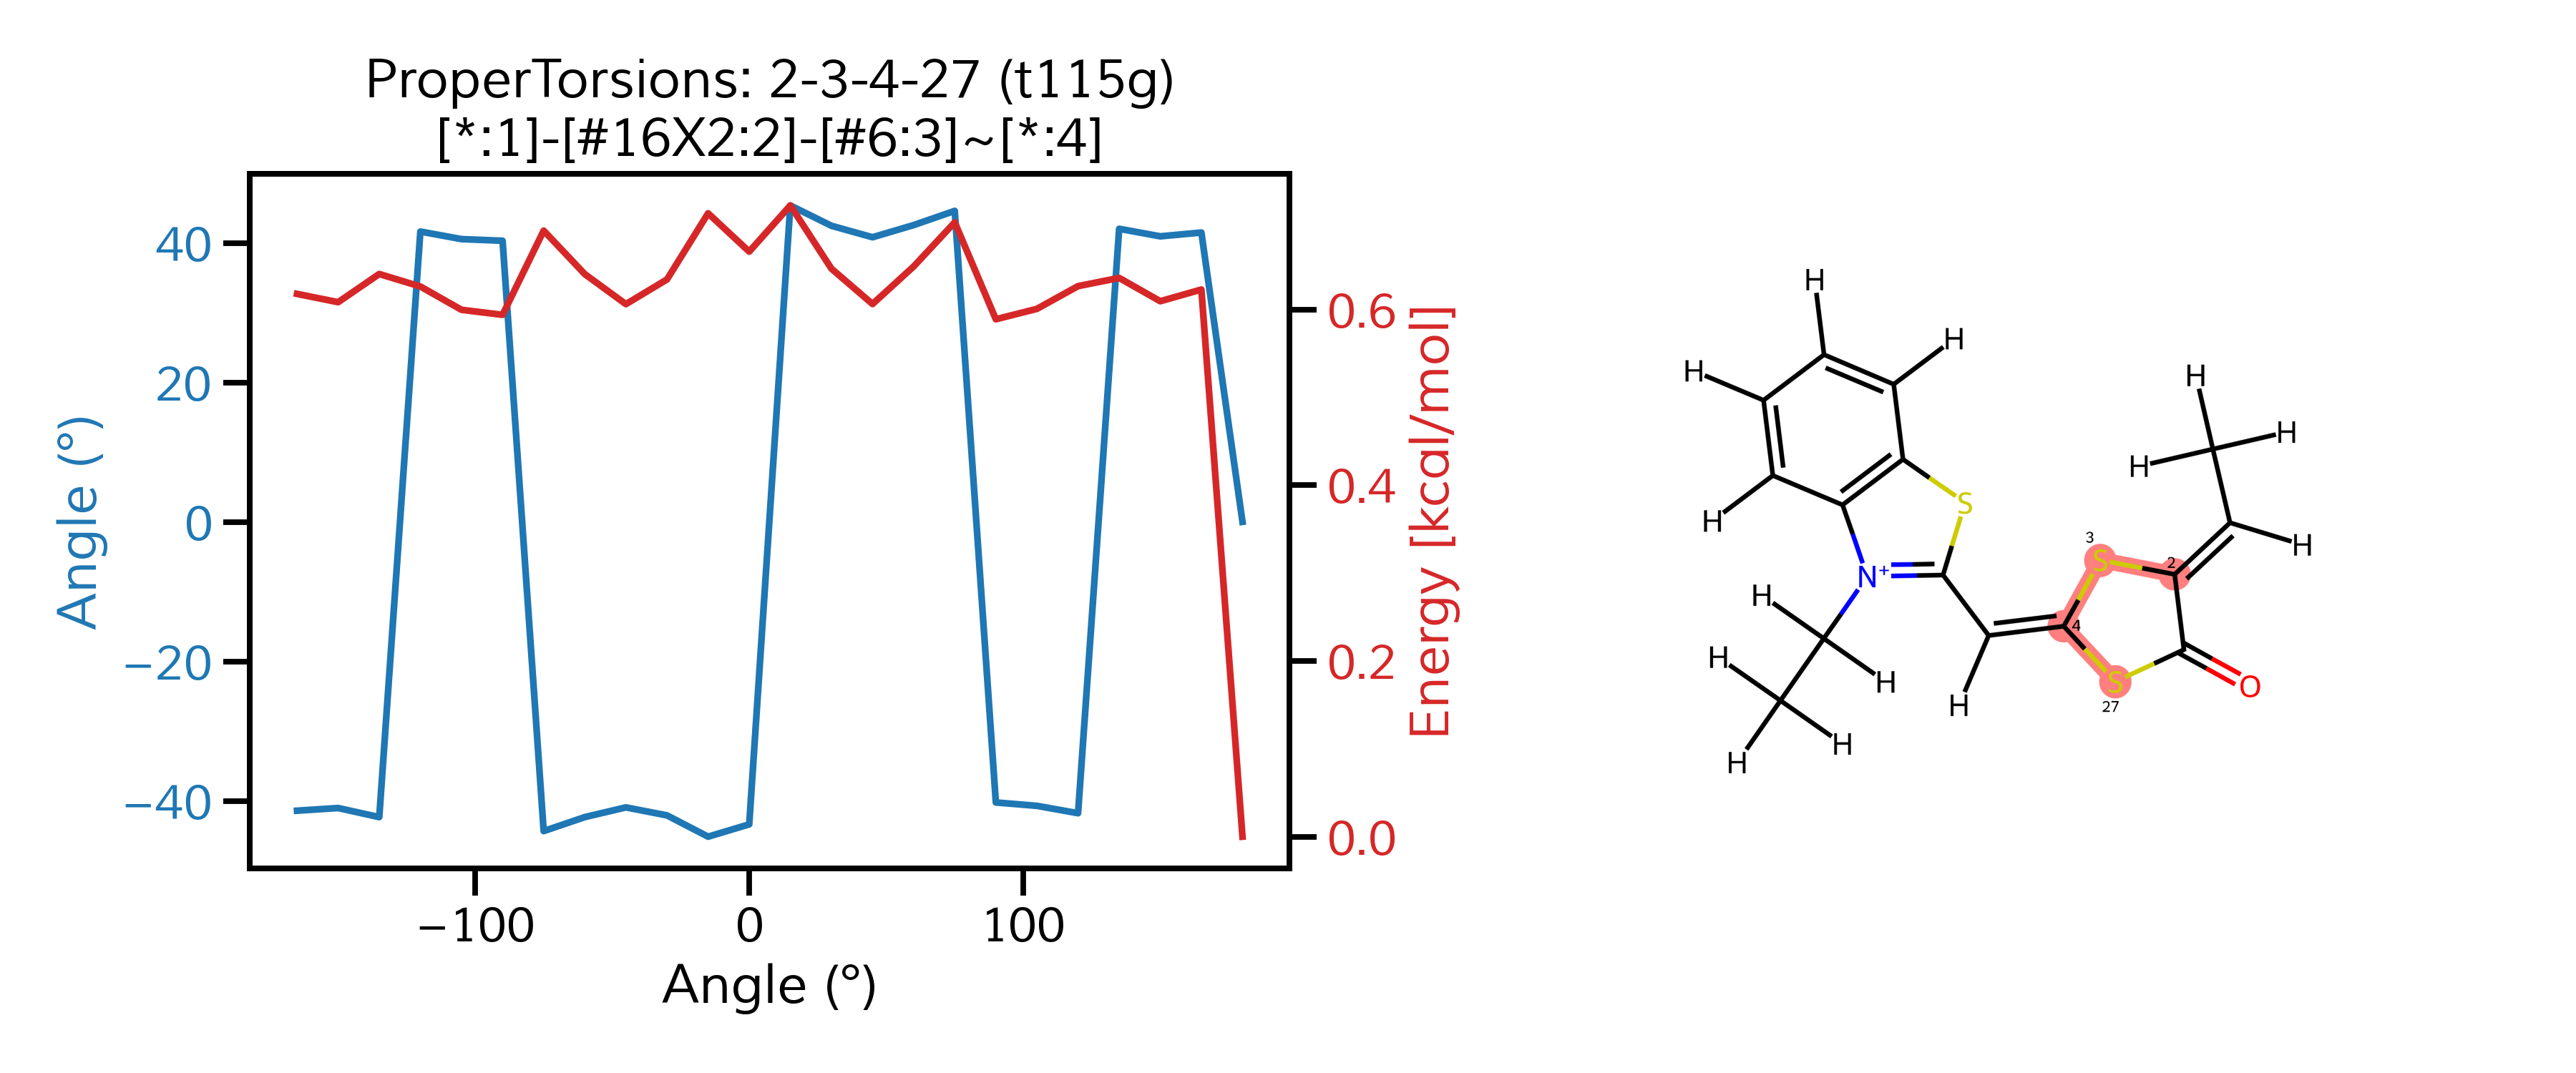 ProperTorsions: 2-3-4-27 (t115g)
[*:1]-[#16X2:2]-[#6:3]~[*:4]
40
20
0
−20
−40
Angle (°)
0.6
0.4
0.2
0.0
Energy [kcal/mol]
−100
0
100
Angle (°)
H
H
H
H
H
H
H
S
3
S
2
H
N+
H
4
H
H
S
27
O
H
H
H